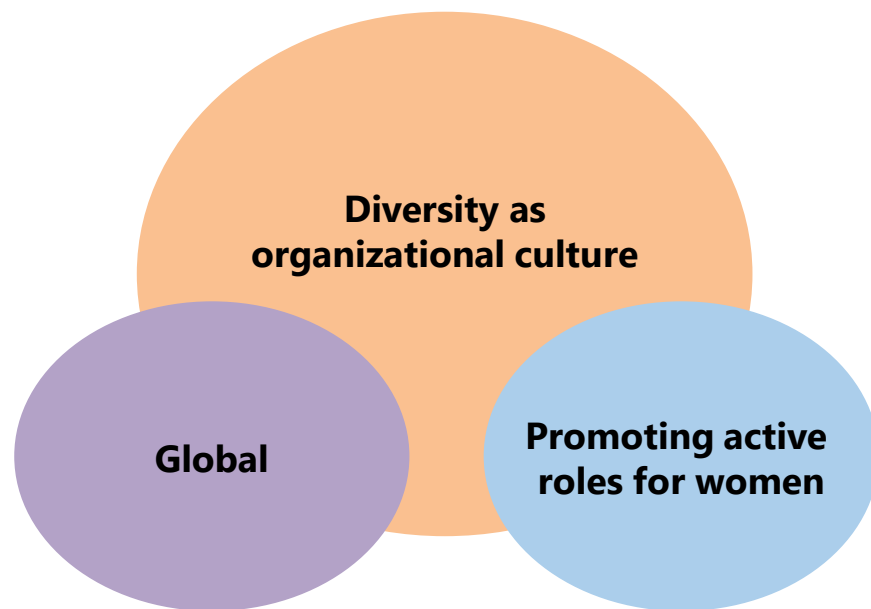 Diversity as
organizational culture
Global
Promoting active
roles for women